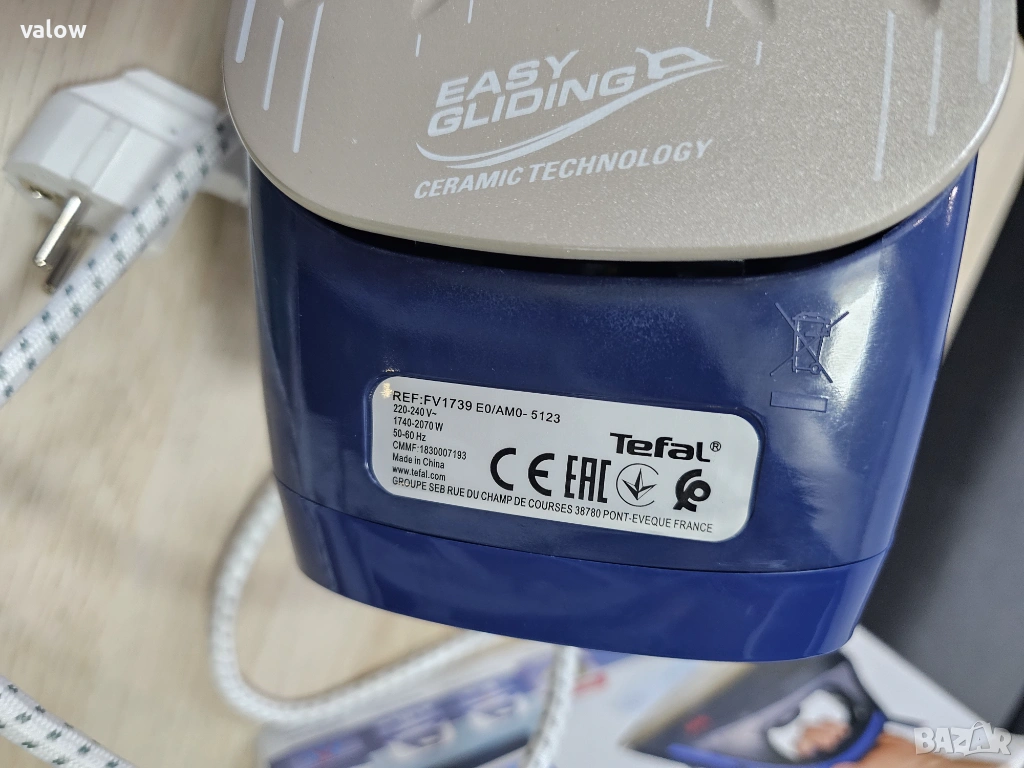 valow
EASY
GLIDING
CERAMIC TECHNOLOGY
REF:FV1739 E0/AM0- 5123
220-240 V~
1740-2070 W
50-60 Hz
CMMF:1830007193
Made in China
www.tefal.com
Tefal®
CE EAC
GROUPE SEB RUE DU CHAMP DE COURSES 38780 PONT-EVEQUE FRANCE
BAZAR